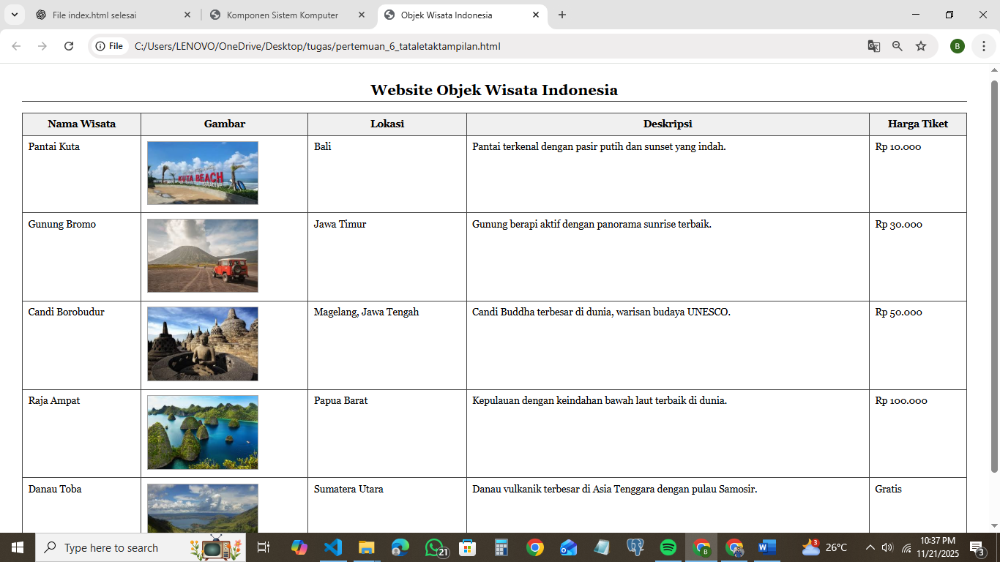 File index.html selesai
Komponen Sistem Komputer
Objek Wisata Indonesia
File
C:/Users/LENOVO/OneDrive/Desktop/tugas/pertemuan_6_tataletaktampilan.html
B
Website Objek Wisata Indonesia
Nama Wisata Gambar Lokasi Deskripsi Harga Tiket
Pantai Kuta Bali Pantai terkenal dengan pasir putih dan sunset yang indah. Rp 10.000
KUTA BEACH
Gunung Bromo Jawa Timur Gunung berapi aktif dengan panorama sunrise terbaik. Rp 30.000
Candi Borobudur Magelang, Jawa Tengah Candi Buddha terbesar di dunia, warisan budaya UNESCO. Rp 50.000
Raja Ampat Papua Barat Kepulauan dengan keindahan bawah laut terbaik di dunia. Rp 100.000
Danau Toba Sumatera Utara Danau vulkanik terbesar di Asia Tenggara dengan pulau Samosir. Gratis
Type here to search
21
B
3
26°C
10:37 PM
11/21/2025
3